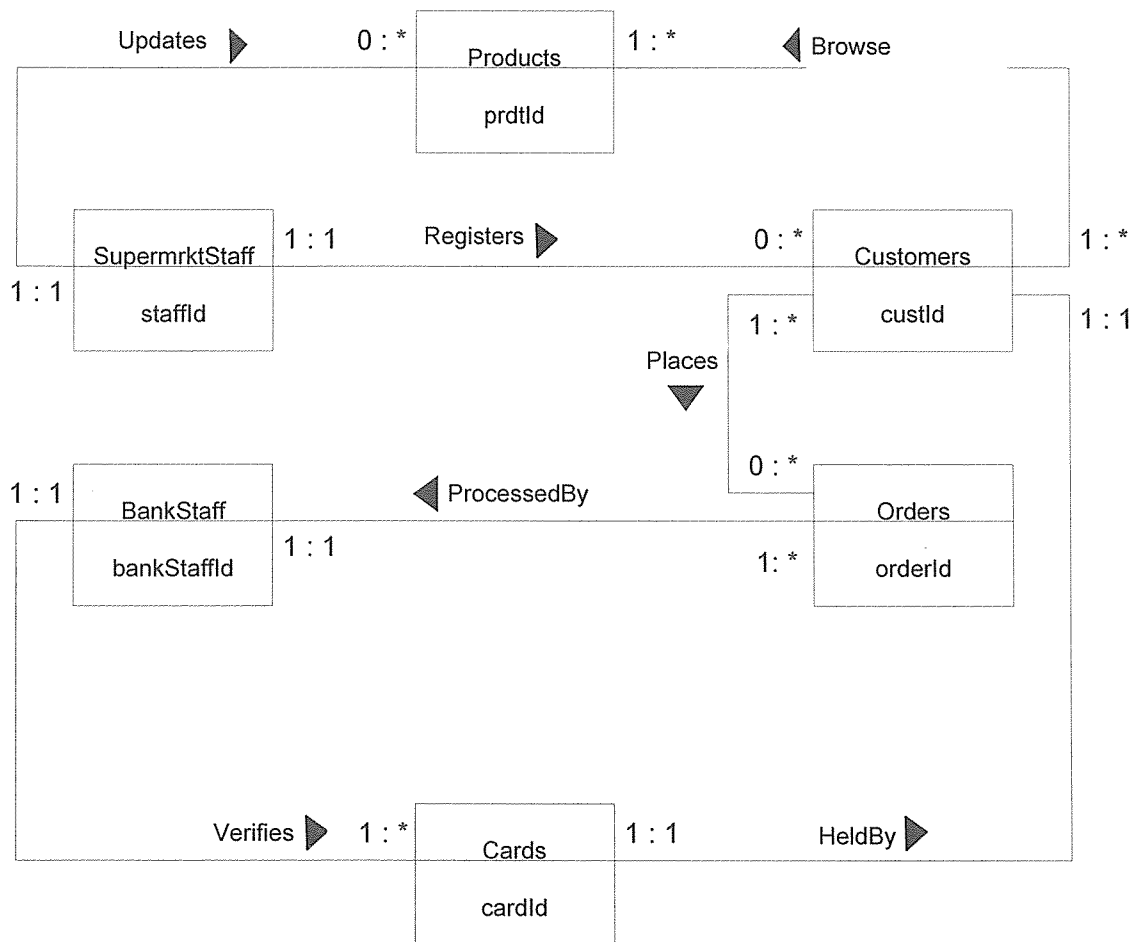 Updates 0 : * Products 1 : * Browse
prdtId
SupermrktStaff 1 : 1 Registers 0 : * Customers 1 : *
1 : 1 staffId 1 : * custId 1 : 1
Places
0 : *
1 : 1 BankStaff ProcessedBy Orders
bankStaffId 1 : 1 1: * orderId
Verifies 1 : * Cards 1 : 1 HeldBy
cardId